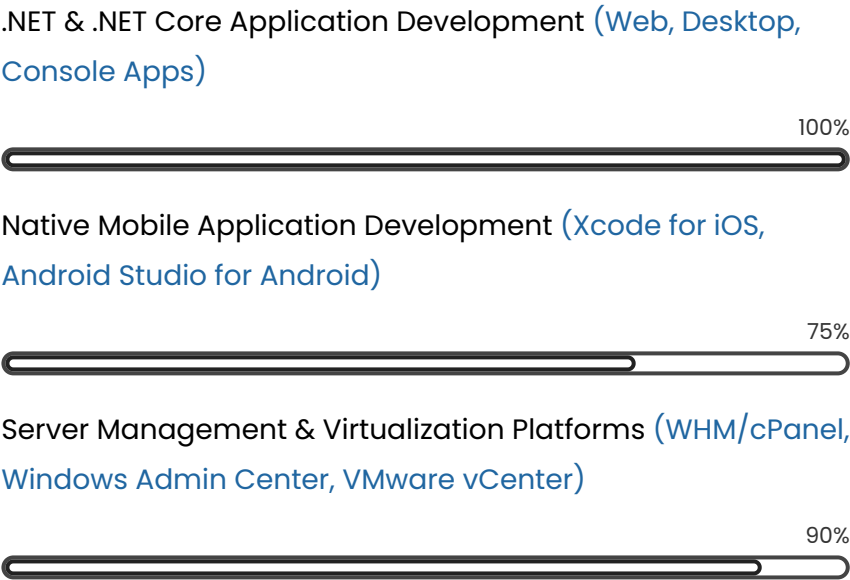 .NET & .NET Core Application Development (Web, Desktop,
Console Apps)
100%
Native Mobile Application Development (Xcode for iOS,
Android Studio for Android)
75%
Server Management & Virtualization Platforms (WHM/cPanel,
Windows Admin Center, VMware vCenter)
90%